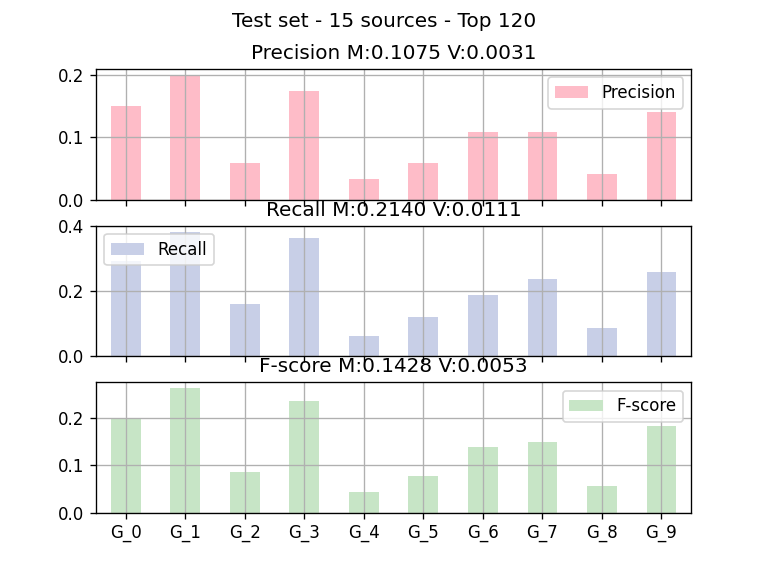 Test set - 15 sources - Top 120
Precision M:0.1075 V:0.0031
0.2
0.1
0.0
Precision
Recall M:0.2140 V:0.0111
0.4
0.2
0.0
Recall
F-score M:0.1428 V:0.0053
0.2
0.1
0.0
F-score
G_0 G_1 G_2 G_3 G_4 G_5 G_6 G_7 G_8 G_9